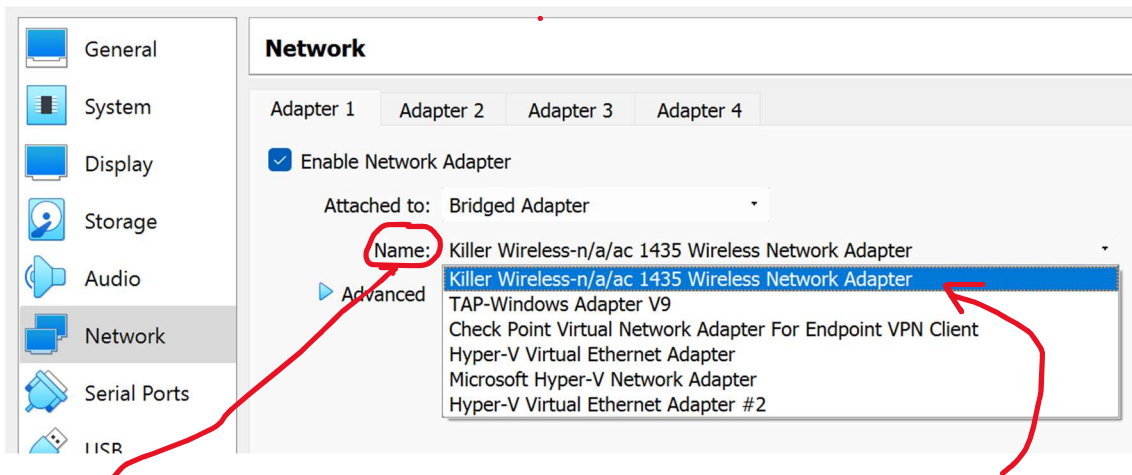 General
System
Display
Storage
Audio
Network
Serial Ports
USB
Network
Adapter 1 Adapter 2 Adapter 3 Adapter 4
Enable Network Adapter
Attached to: Bridged Adapter
Name: Killer Wireless-n/a/ac 1435 Wireless Network Adapter
Killer Wireless-n/a/ac 1435 Wireless Network Adapter
TAP-Windows Adapter V9
Check Point Virtual Network Adapter For Endpoint VPN Client
Hyper-V Virtual Ethernet Adapter
Microsoft Hyper-V Network Adapter
Hyper-V Virtual Ethernet Adapter #2
Advanced